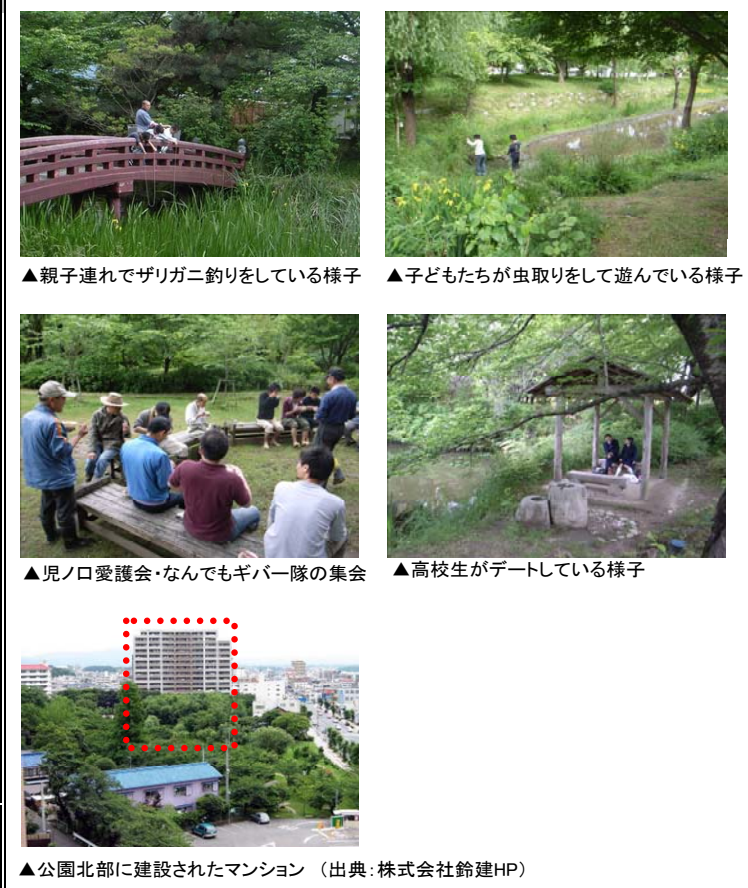 ▲親子連れでザリガニ釣りをしている様子
▲子どもたちが虫取りをして遊んでいる様子
▲児ノ口愛護会・なんでもギバー隊の集会
▲高校生がデートしている様子
▲公園北部に建設されたマンション （出典：株式会社鈴建HP）